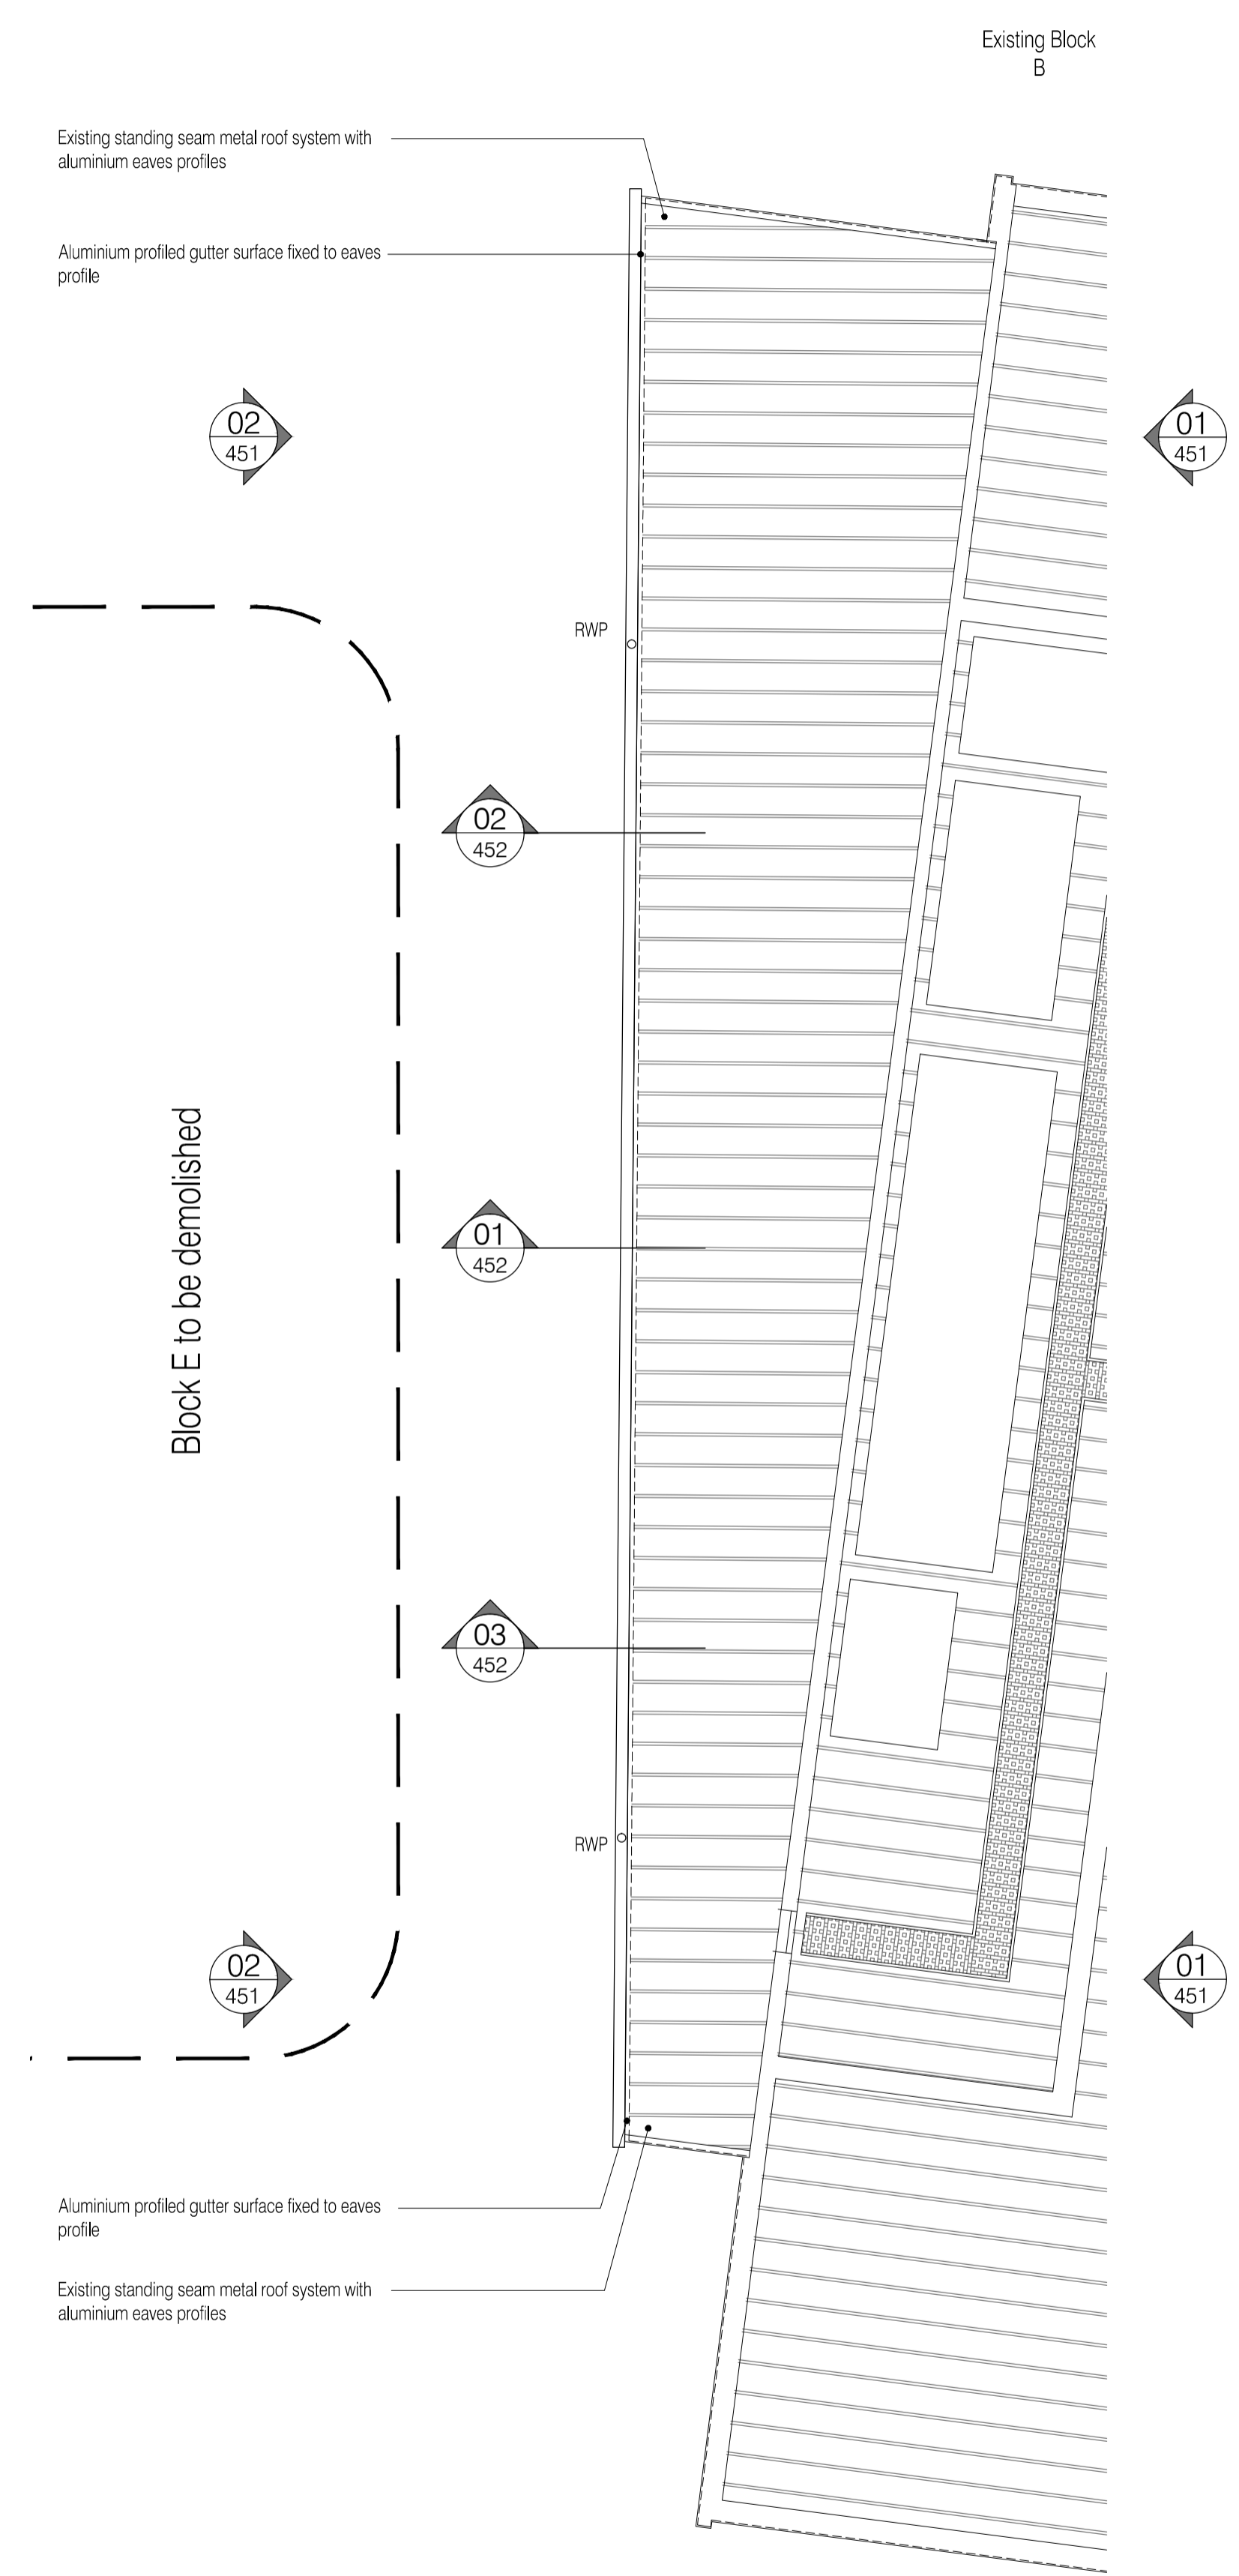 Existing Block
B
Existing standing seam metal roof system with
aluminium eaves profiles
Aluminium profiled gutter surface fixed to eaves
profile
02
451
01
451
RWP
02
452
Block E to be demolished
01
452
03
452
RWP
02
451
01
451
Aluminium profiled gutter surface fixed to eaves
profile
Existing standing seam metal roof system with
aluminium eaves profiles